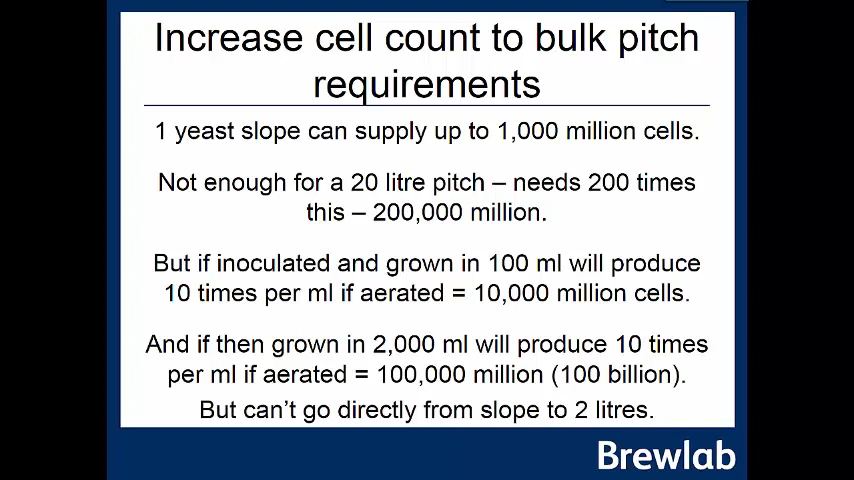 Increase cell count to bulk pitch
requirements
1 yeast slope can supply up to 1,000 million cells.
Not enough for a 20 litre pitch – needs 200 times
this – 200,000 million.
But if inoculated and grown in 100 ml will produce
10 times per ml if aerated = 10,000 million cells.
And if then grown in 2,000 ml will produce 10 times
per ml if aerated = 100,000 million (100 billion).
But can’t go directly from slope to 2 litres.
Brewlab